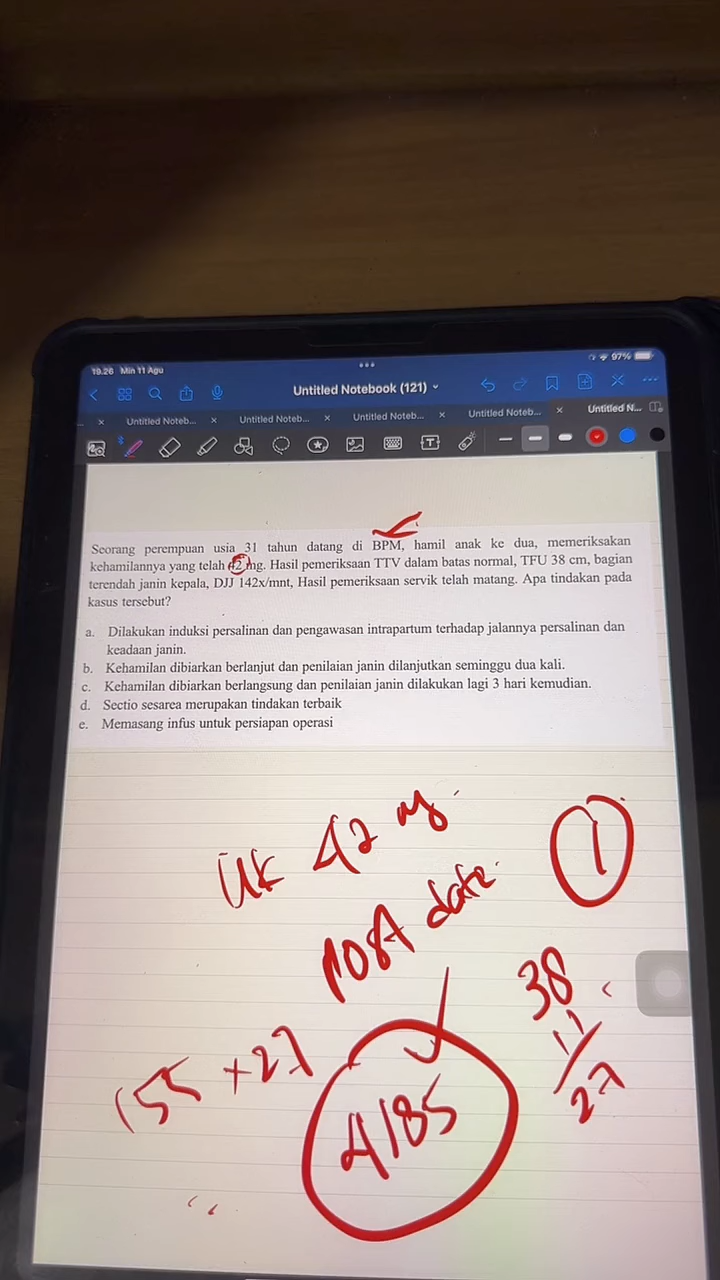 19.26 Min 11 Agu
97%
Untitled Notebook (121)
Untitled Noteb...
Untitled Noteb...
Untitled Noteb...
Untitled Noteb...
Untitled N...
Seorang perempuan usia 31 tahun datang di BPM, hamil anak ke dua, memeriksakan
kehamilannya yang telah 42 mg. Hasil pemeriksaan TTV dalam batas normal, TFU 38 cm, bagian
terendah janin kepala, DJJ 142x/mnt, Hasil pemeriksaan servik telah matang. Apa tindakan pada
kasus tersebut?
a. Dilakukan induksi persalinan dan pengawasan intrapartum terhadap jalannya persalinan dan
keadaan janin.
b. Kehamilan dibiarkan berlanjut dan penilaian janin dilanjutkan seminggu dua kali.
c. Kehamilan dibiarkan berlangsung dan penilaian janin dilakukan lagi 3 hari kemudian.
d. Sectio sesarea merupakan tindakan terbaik
e. Memasang infus untuk persiapan operasi
UK 42 mg.
1
post date.
38
11
27
155 + 27
4185